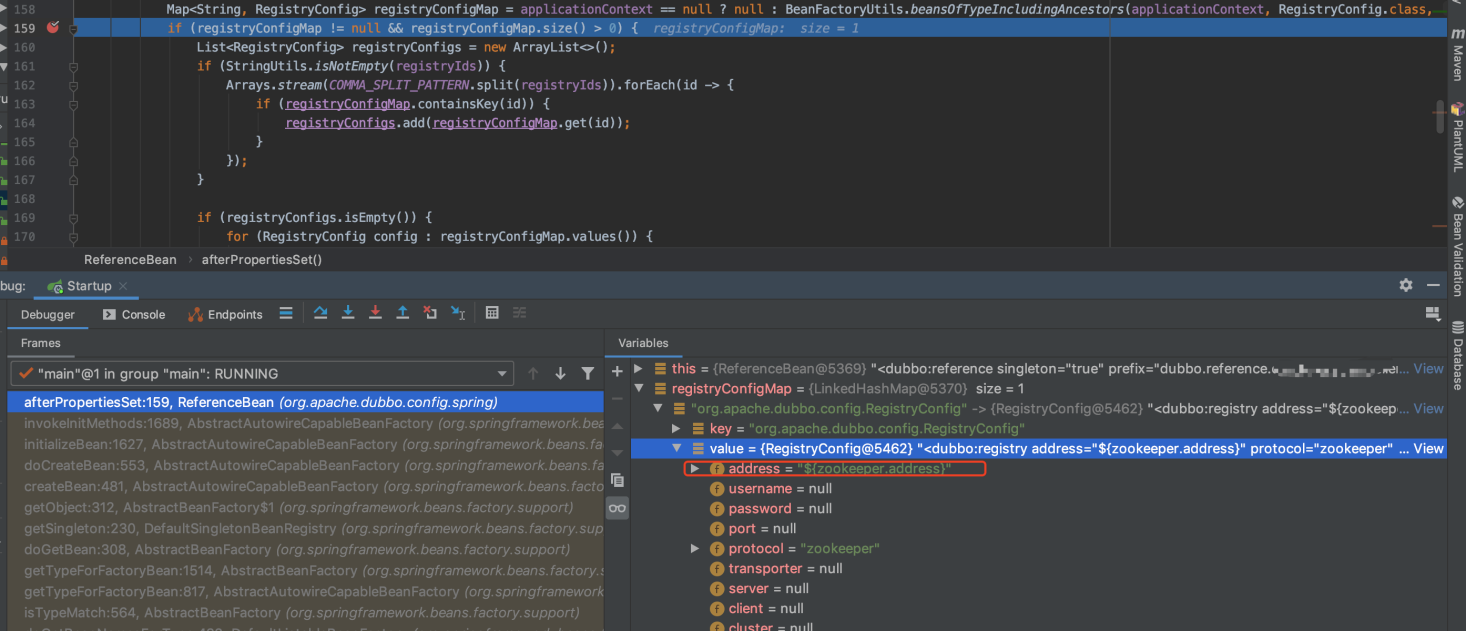 158 Map<String, RegistryConfig> registryConfigMap = applicationContext == null ? null : BeanFactoryUtils.beansOfTypeIncludingAncestors(applicationContext, RegistryConfig.class,
159 if (registryConfigMap != null && registryConfigMap.size() > 0) { registryConfigMap: size = 1
160 List<RegistryConfig> registryConfigs = new ArrayList<>();
161 if (StringUtils.isNotEmpty(registryIds)) {
162 Arrays.stream(COMMA_SPLIT_PATTERN.split(registryIds)).forEach(id -> {
163 if (registryConfigMap.containsKey(id)) {
164 registryConfigs.add(registryConfigMap.get(id));
165 }
166 });
167 }
168
169 if (registryConfigs.isEmpty()) {
170 for (RegistryConfig config : registryConfigMap.values()) {
ReferenceBean › afterPropertiesSet()
bug: Startup
Debugger Console Endpoints
Frames
"main"@1 in group "main": RUNNING
afterPropertiesSet:159, ReferenceBean (org.apache.dubbo.config.spring)
invokeInitMethods:1689, AbstractAutowireCapableBeanFactory (org.springframework.bea
initializeBean:1627, AbstractAutowireCapableBeanFactory (org.springframework.beans.f
doCreateBean:553, AbstractAutowireCapableBeanFactory (org.springframework.beans.f
createBean:481, AbstractAutowireCapableBeanFactory (org.springframework.beans.facto
getObject:312, AbstractBeanFactory$1 (org.springframework.beans.factory.support)
getSingleton:230, DefaultSingletonBeanRegistry (org.springframework.beans.factory.sup
doGetBean:308, AbstractBeanFactory (org.springframework.beans.factory.support)
getTypeForFactoryBean:1514, AbstractBeanFactory (org.springframework.beans.factory.s
getTypeForFactoryBean:817, AbstractAutowireCapableBeanFactory (org.springframework
isTypeMatch:564, AbstractBeanFactory (org.springframework.beans.factory.support)
Variables
this = {ReferenceBean@5369} "<dubbo:reference singleton="true" prefix="dubbo.reference.c ... View
registryConfigMap = {LinkedHashMap@5370} size = 1
"org.apache.dubbo.config.RegistryConfig" -> {RegistryConfig@5462} "<dubbo:registry address="${zookeep... View
key = "org.apache.dubbo.config.RegistryConfig"
value = {RegistryConfig@5462} "<dubbo:registry address="${zookeeper.address}" protocol="zookeeper" ... View
address = "${zookeeper.address}"
username = null
password = null
port = null
protocol = "zookeeper"
transporter = null
server = null
client = null
cluster = null
Maven
PlantUML
Bean Validation
Database